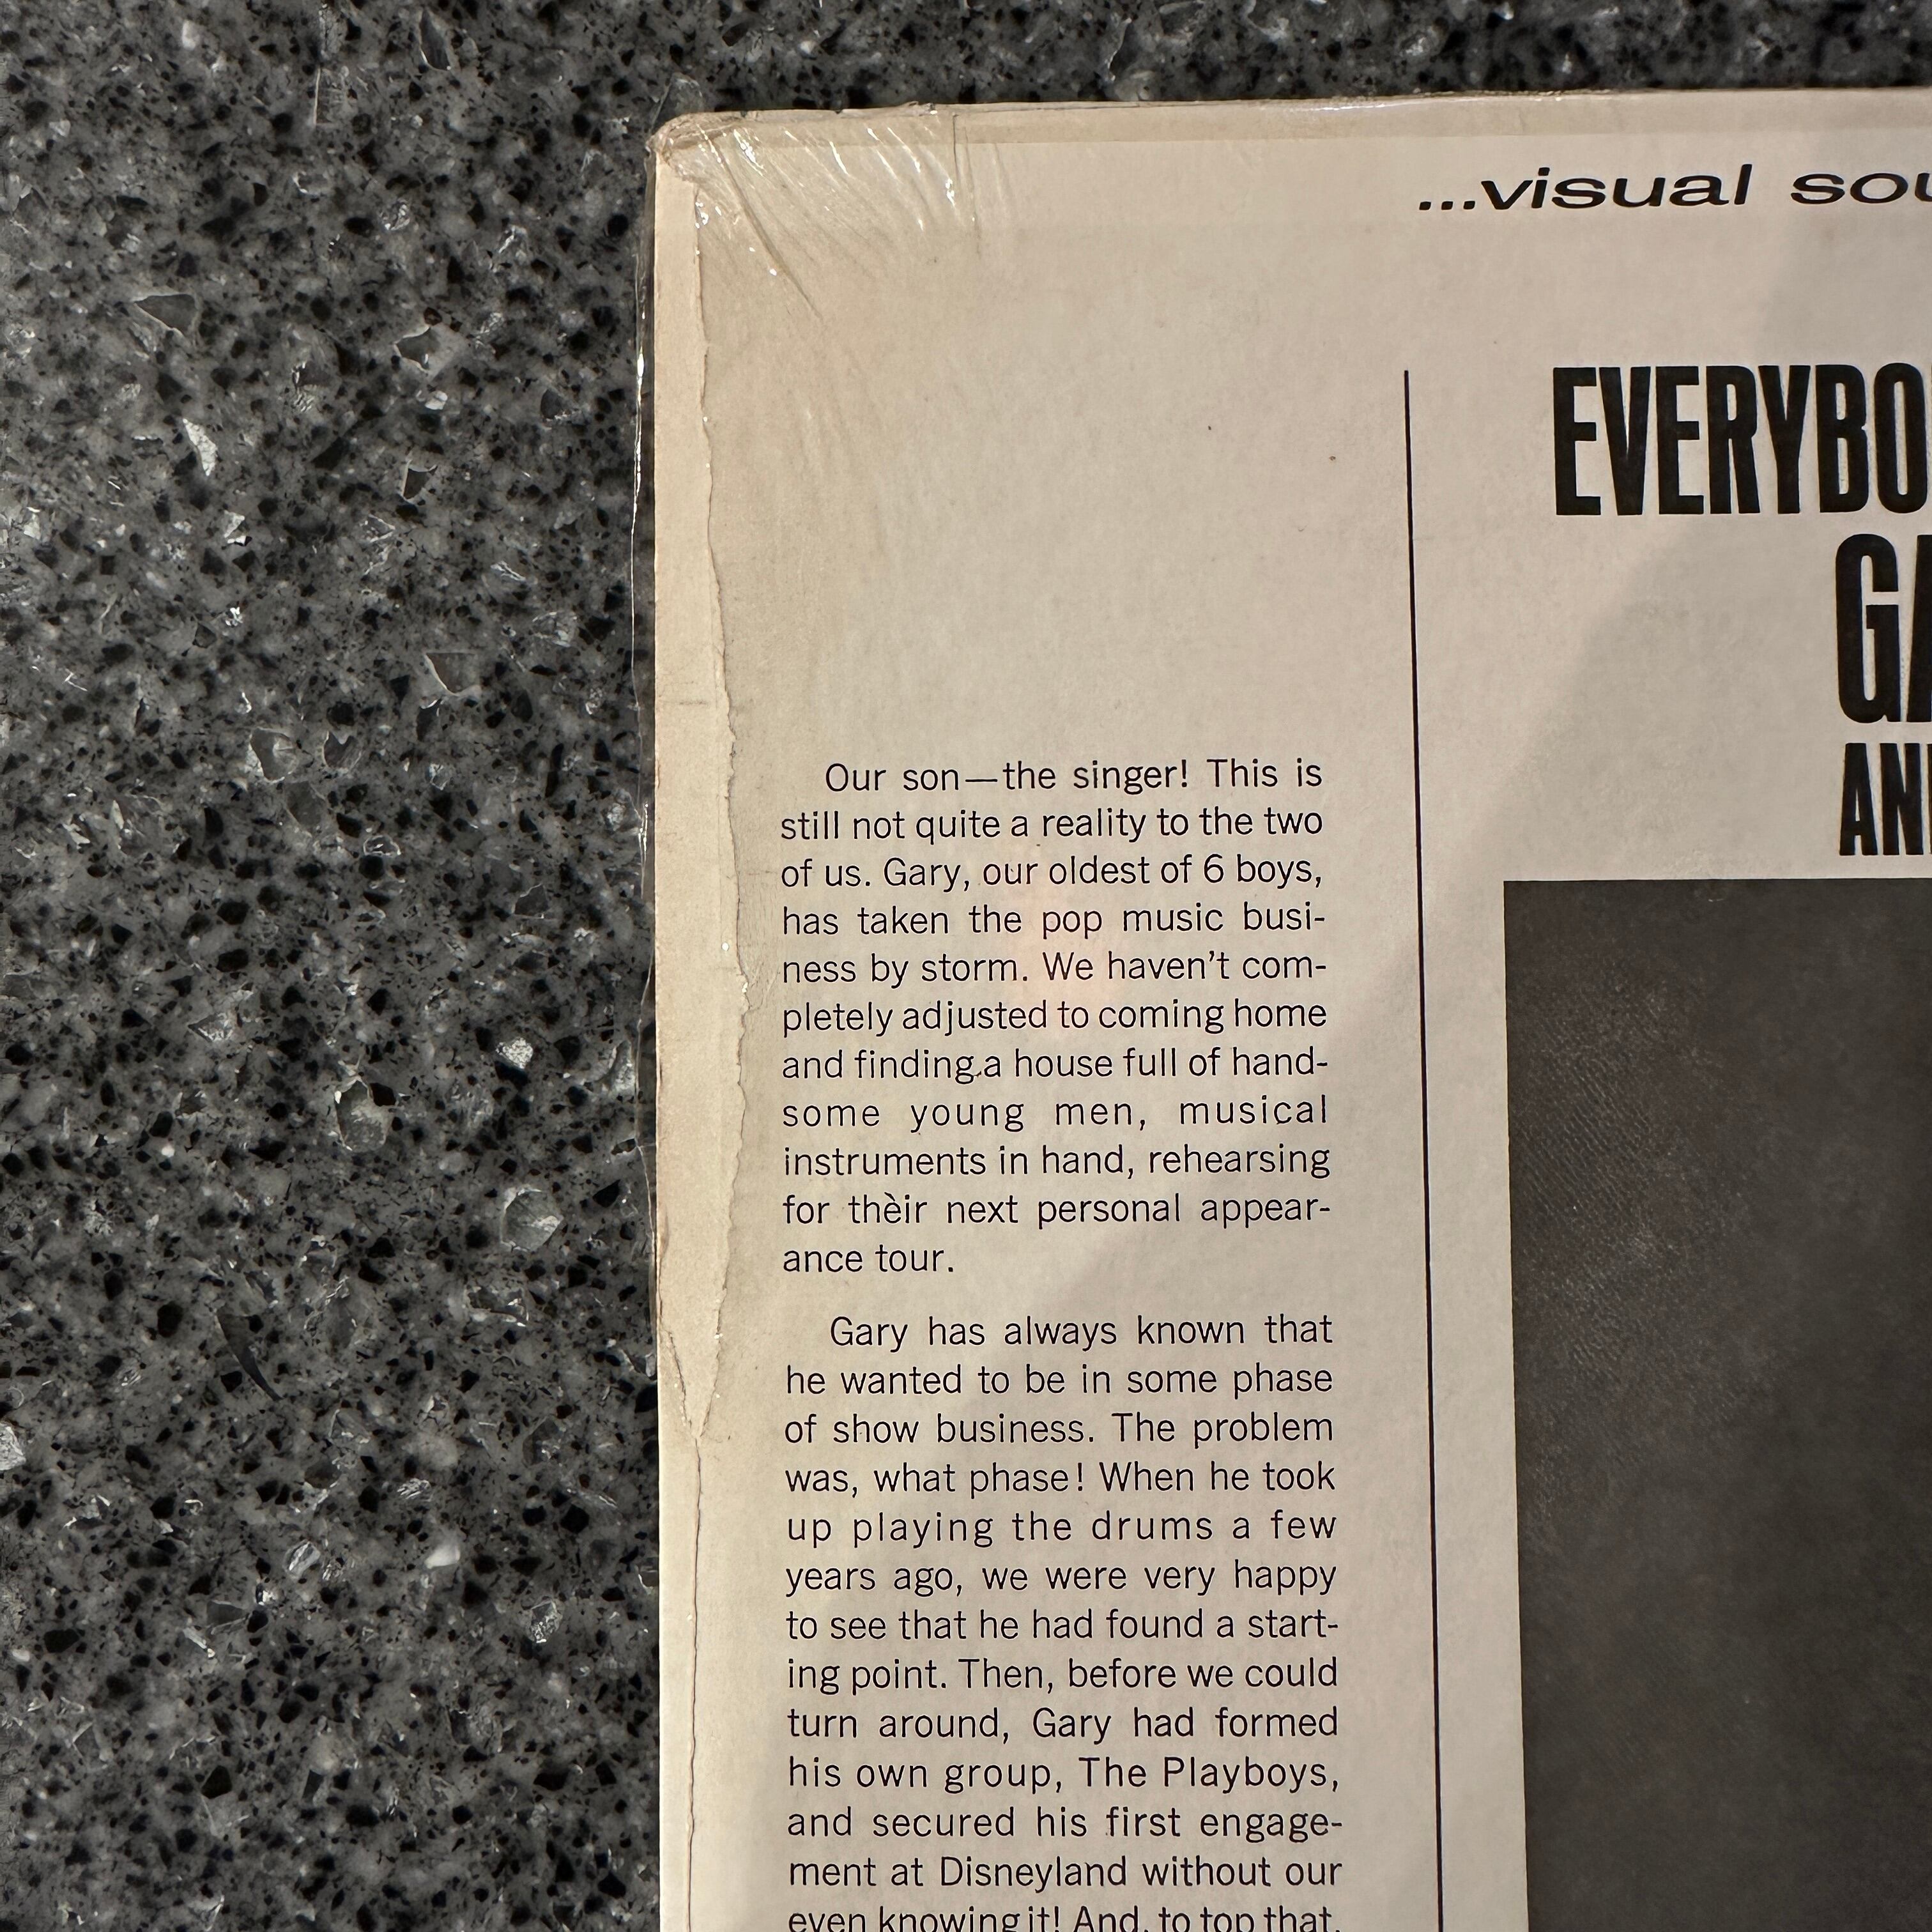 ...visual sou
EVERYBO
GA
AND
Our son—the singer! This is
still not quite a reality to the two
of us. Gary, our oldest of 6 boys,
has taken the pop music busi-
ness by storm. We haven't com-
pletely adjusted to coming home
and finding a house full of hand-
some young men, musical
instruments in hand, rehearsing
for their next personal appear-
ance tour.
Gary has always known that
he wanted to be in some phase
of show business. The problem
was, what phase! When he took
up playing the drums a few
years ago, we were very happy
to see that he had found a start-
ing point. Then, before we could
turn around, Gary had formed
his own group, The Playboys,
and secured his first engage-
ment at Disneyland without our
even knowing it! And, to top that,